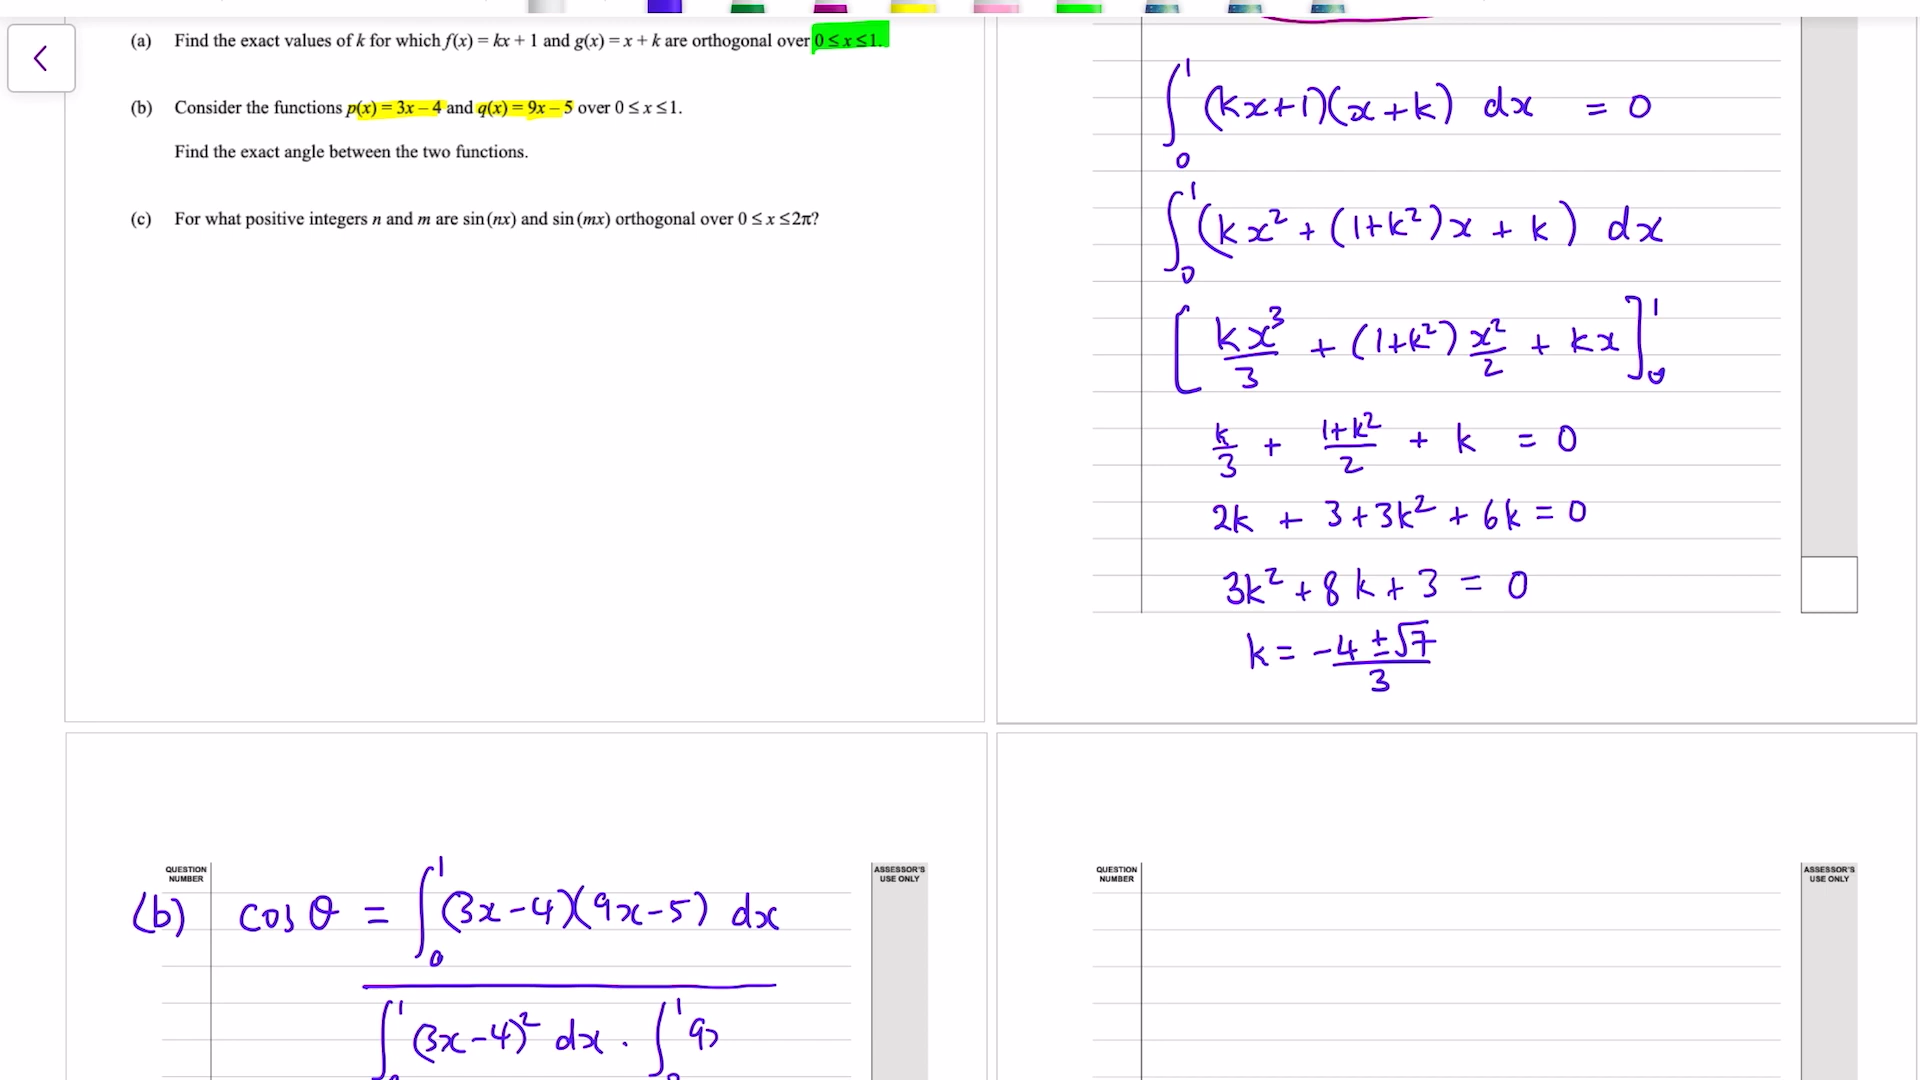 (a) Find the exact values of k for which f(x) = kx + 1 and g(x) = x + k are orthogonal over 0 ≤ x ≤ 1.
(b) Consider the functions p(x) = 3x – 4 and q(x) = 9x – 5 over 0 ≤ x ≤ 1.
Find the exact angle between the two functions.
(c) For what positive integers n and m are sin (nx) and sin (mx) orthogonal over 0 ≤ x ≤ 2π?
∫₀¹ (kx+1)(x+k) dx = 0
∫₀¹ (kx² + (1+k²)x + k) dx
[kx³/3 + (1+k²) x²/2 + kx]₀¹
k/3 + (1+k²)/2 + k = 0
2k + 3+3k² + 6k = 0
3k² + 8k + 3 = 0
k = (-4 ± √7)/3
QUESTION NUMBER
ASSESSOR'S USE ONLY
(b) cos θ = ∫₀¹ (3x-4)(9x-5) dx
∫₀¹ (3x-4)² dx . ∫₀¹ 9
QUESTION NUMBER
ASSESSOR'S USE ONLY